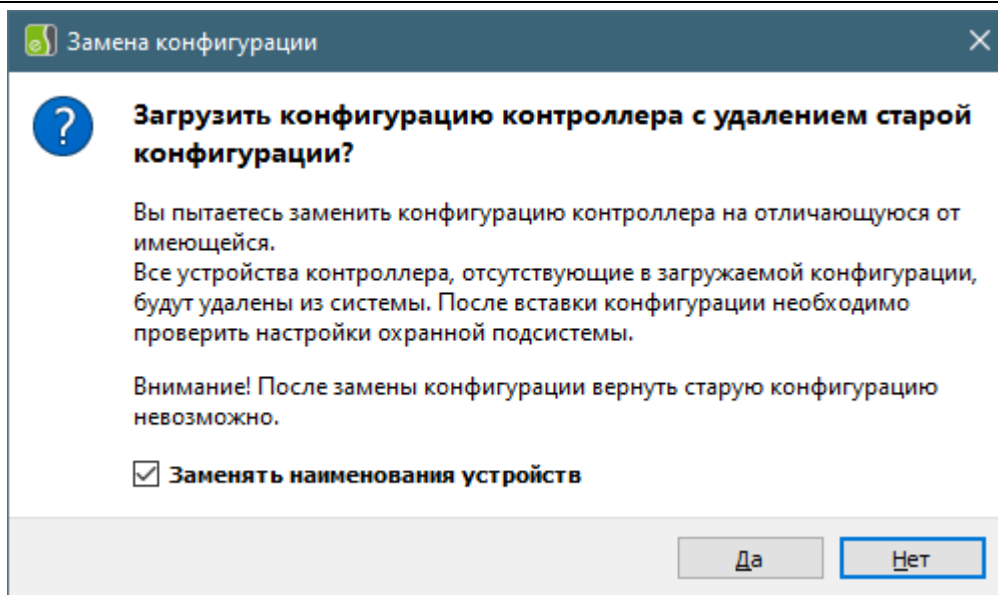 Замена конфигурации
Загрузить конфигурацию контроллера с удалением старой
конфигурации?
Вы пытаетесь заменить конфигурацию контроллера на отличающуюся от
имеющейся.
Все устройства контроллера, отсутствующие в загружаемой конфигурации,
будут удалены из системы. После вставки конфигурации необходимо
проверить настройки охранной подсистемы.
Внимание! После замены конфигурации вернуть старую конфигурацию
невозможно.
Заменять наименования устройств
Да
Нет